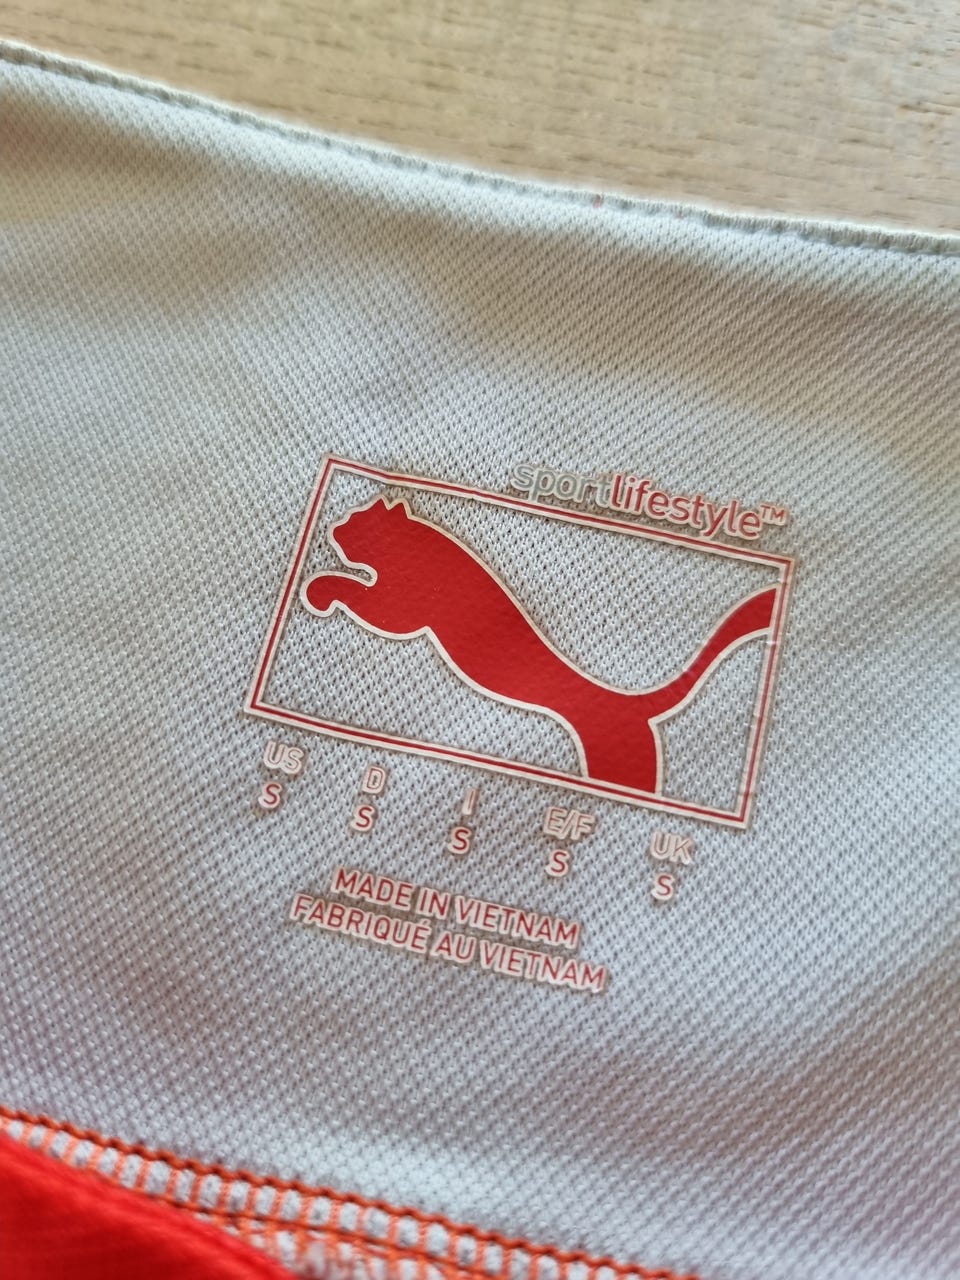 sportlifestyle™
US D I E/F UK
S S S S S
MADE IN VIETNAM
FABRIQUÉ AU VIETNAM